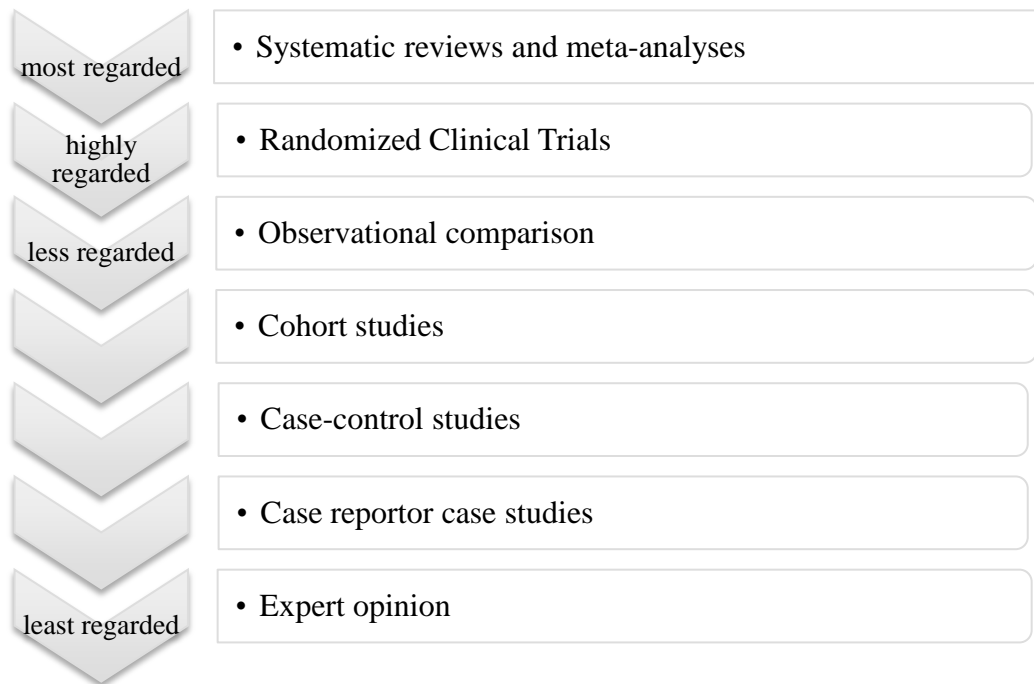 most regarded
• Systematic reviews and meta-analyses
highly
regarded
• Randomized Clinical Trials
less regarded
• Observational comparison
• Cohort studies
• Case-control studies
• Case reportor case studies
least regarded
• Expert opinion